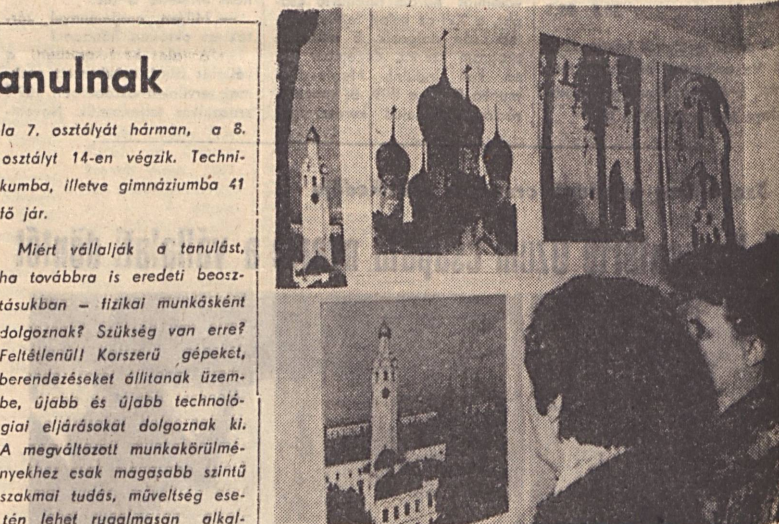 anulnak
la 7. osztályát hárman, a 8.
osztályt 14-en végzik. Techni-
kumba, illetve gimnáziumba 41
fő jár.
Miért vállalják a tanulást,
ha továbbra is eredeti beosz-
tásukban – fizikai munkásként
dolgoznak? Szükség van erre?
Feltétlenül! Korszerű gépeket,
berendezéseket állítanak üzem-
be, újabb és újabb technoló-
giai eljárásokat dolgoznak ki.
A megváltozott munkakörülmé-
nyekhez csak magasabb szintű
szakmai tudás, műveltség ese-
tén lehet rugalmasan alkal-